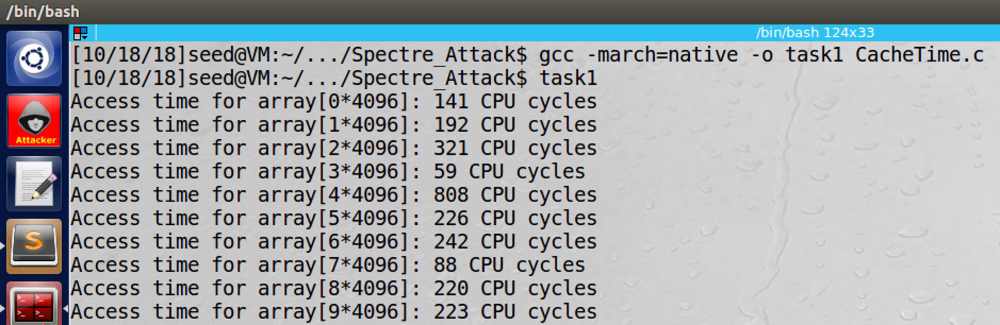 /bin/bash
/bin/bash 124x33
[10/18/18]seed@VM:~/.../Spectre_Attack$ gcc -march=native -o task1 CacheTime.c
[10/18/18]seed@VM:~/.../Spectre_Attack$ task1
Access time for array[0*4096]: 141 CPU cycles
Access time for array[1*4096]: 192 CPU cycles
Access time for array[2*4096]: 321 CPU cycles
Attacker
Access time for array[3*4096]: 59 CPU cycles
Access time for array[4*4096]: 808 CPU cycles
Access time for array[5*4096]: 226 CPU cycles
Access time for array[6*4096]: 242 CPU cycles
S
Access time for array[7*4096]: 88 CPU cycles
Access time for array[8*4096]: 220 CPU cycles
Access time for array[9*4096]: 223 CPU cycles